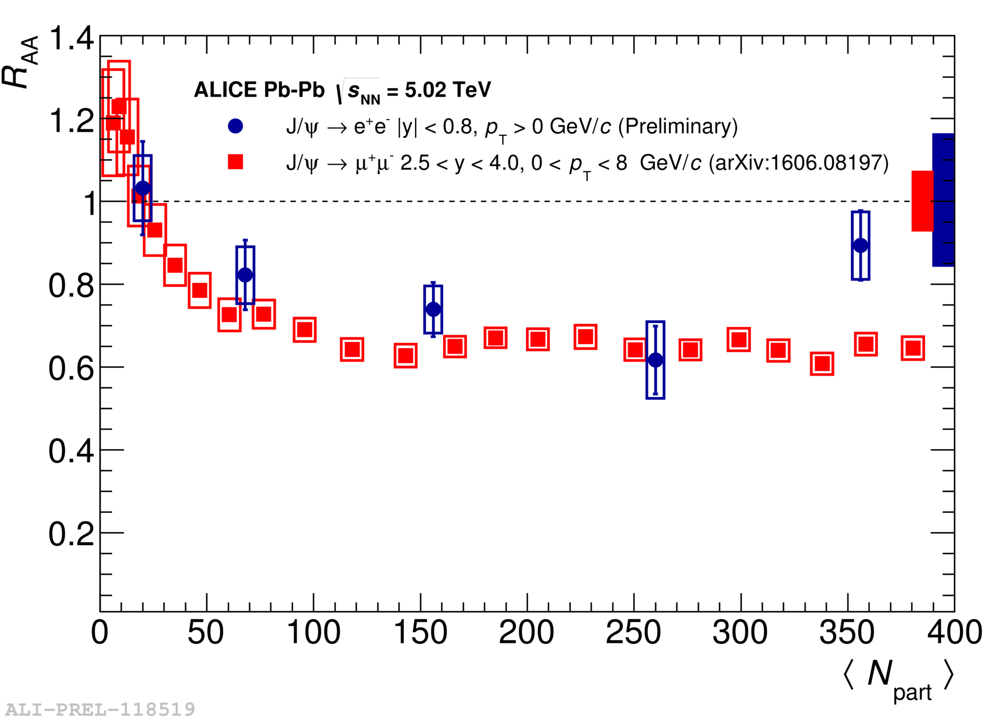 R_AA
1.4
1.2
1
0.8
0.6
0.4
0.2
ALICE Pb-Pb √s_NN = 5.02 TeV
J/ψ → e⁺e⁻ |y| < 0.8, p_T > 0 GeV/c (Preliminary)
J/ψ → μ⁺μ⁻ 2.5 < y < 4.0, 0 < p_T < 8 GeV/c (arXiv:1606.08197)
0 50 100 150 200 250 300 350 400
⟨ N_part ⟩
ALI-PREL-118519